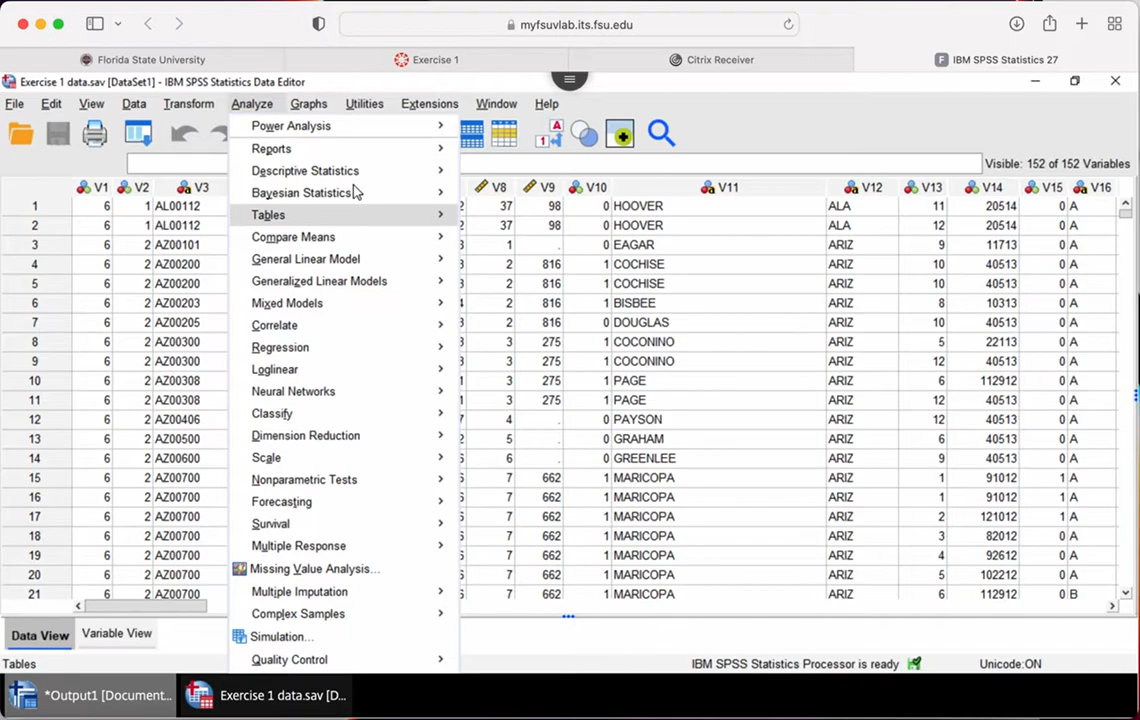 myfsuvlab.its.fsu.edu
Florida State University
Exercise 1
Citrix Receiver
F IBM SPSS Statistics 27
Exercise 1 data.sav [DataSet1] - IBM SPSS Statistics Data Editor
File Edit View Data Transform Analyze Graphs Utilities Extensions Window Help
Visible: 152 of 152 Variables
Power Analysis
Reports
Descriptive Statistics
Bayesian Statistics
Tables
Compare Means
General Linear Model
Generalized Linear Models
Mixed Models
Correlate
Regression
Loglinear
Neural Networks
Classify
Dimension Reduction
Scale
Nonparametric Tests
Forecasting
Survival
Multiple Response
Missing Value Analysis...
Multiple Imputation
Complex Samples
Simulation...
Quality Control
V1 V2 V3 V8 V9 V10 V11 V12 V13 V14 V15 V16
1 6 1 AL00112 2 37 98 0 HOOVER ALA 11 20514 0 A
2 6 1 AL00112 2 37 98 0 HOOVER ALA 12 20514 0 A
3 6 2 AZ00101 3 1 . 0 EAGAR ARIZ 9 11713 0 A
4 6 2 AZ00200 3 2 816 1 COCHISE ARIZ 10 40513 0 A
5 6 2 AZ00200 3 2 816 1 COCHISE ARIZ 10 40513 0 A
6 6 2 AZ00203 4 2 816 1 BISBEE ARIZ 8 10313 0 A
7 6 2 AZ00205 3 2 816 0 DOUGLAS ARIZ 10 40513 0 A
8 6 2 AZ00300 3 275 0 COCONINO ARIZ 5 22113 0 A
9 6 2 AZ00300 3 275 1 COCONINO ARIZ 12 40513 0 A
10 6 2 AZ00308 1 3 275 1 PAGE ARIZ 6 112912 0 A
11 6 2 AZ00308 1 3 275 1 PAGE ARIZ 12 40513 0 A
12 6 2 AZ00406 2 4 . 0 PAYSON ARIZ 12 40513 0 A
13 6 2 AZ00500 5 . 0 GRAHAM ARIZ 6 40513 0 A
14 6 2 AZ00600 6 . 0 GREENLEE ARIZ 9 40513 0 A
15 6 2 AZ00700 7 662 1 MARICOPA ARIZ 1 91012 1 A
16 6 2 AZ00700 7 662 1 MARICOPA ARIZ 1 91012 1 A
17 6 2 AZ00700 7 662 1 MARICOPA ARIZ 2 121012 1 A
18 6 2 AZ00700 7 662 1 MARICOPA ARIZ 3 82012 0 A
19 6 2 AZ00700 7 662 1 MARICOPA ARIZ 4 92612 0 A
20 6 2 AZ00700 7 662 1 MARICOPA ARIZ 5 102212 0 A
21 6 2 AZ00700 7 662 1 MARICOPA ARIZ 6 112912 0 B
Data View Variable View
Tables IBM SPSS Statistics Processor is ready Unicode:ON
*Output1 [Document... Exercise 1 data.sav [D...